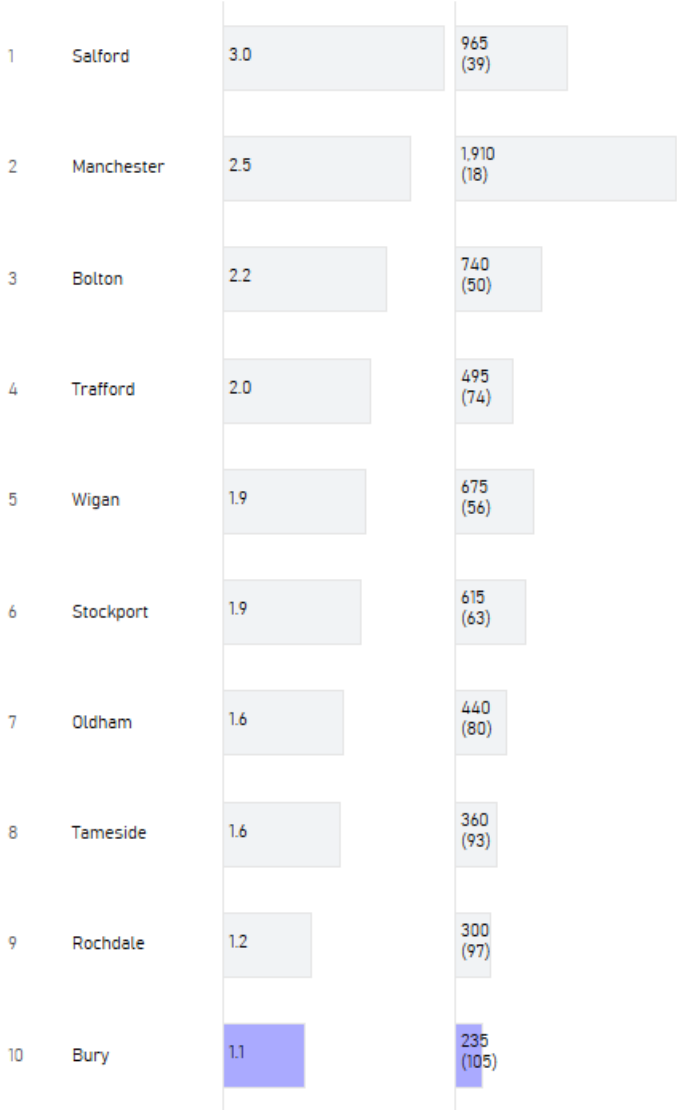 1 Salford 3.0 965
(39)
2 Manchester 2.5 1,910
(18)
3 Bolton 2.2 740
(50)
4 Trafford 2.0 495
(74)
5 Wigan 1.9 675
(56)
6 Stockport 1.9 615
(63)
7 Oldham 1.6 440
(80)
8 Tameside 1.6 360
(93)
9 Rochdale 1.2 300
(97)
10 Bury 1.1 235
(105)